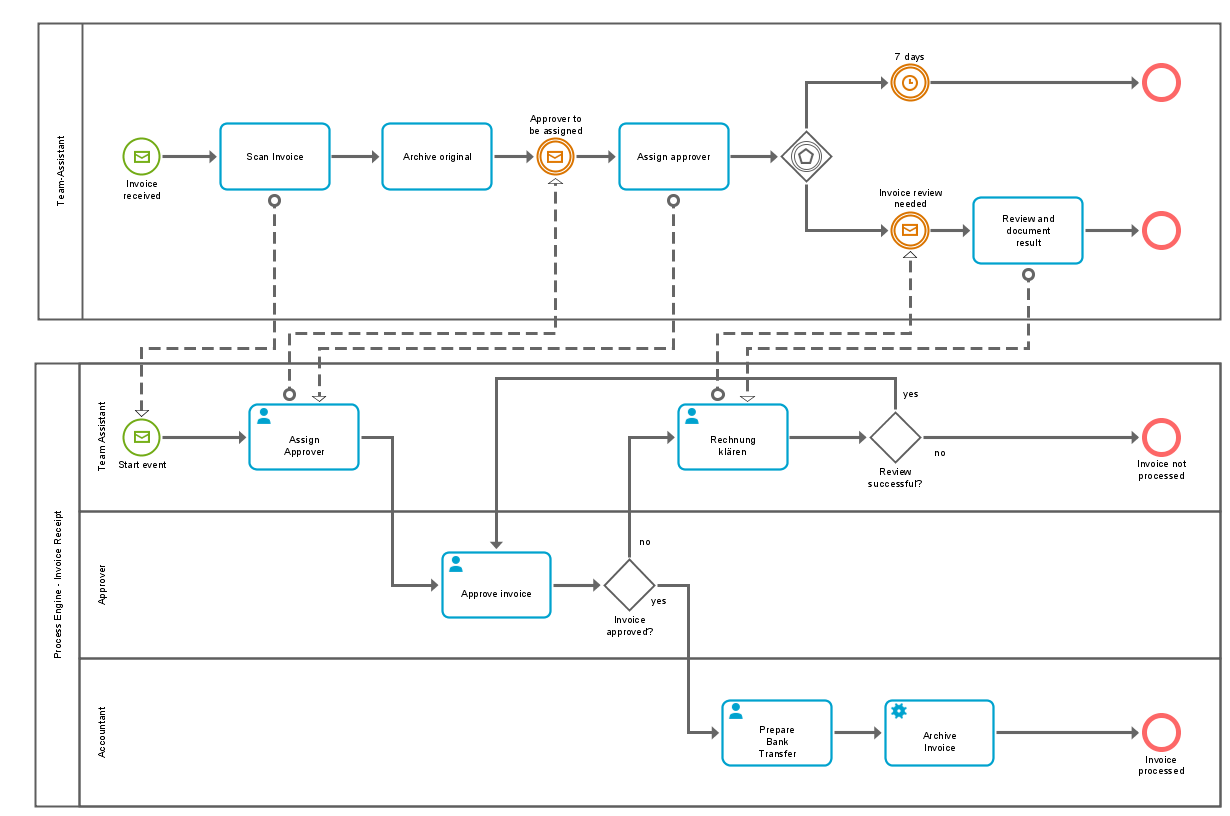 Team-Assistant
7 days
Approver to
be assigned
Scan Invoice
Archive original
Assign approver
Invoice
received
Invoice review
needed
Review and
document
result
Process Engine - Invoice Receipt
Team Assistant
Start event
Assign
Approver
Rechnung
klären
yes
no
Review
successful?
Invoice not
processed
Approver
no
Approve invoice
yes
Invoice
approved?
Accountant
Prepare
Bank
Transfer
Archive
Invoice
Invoice
processed